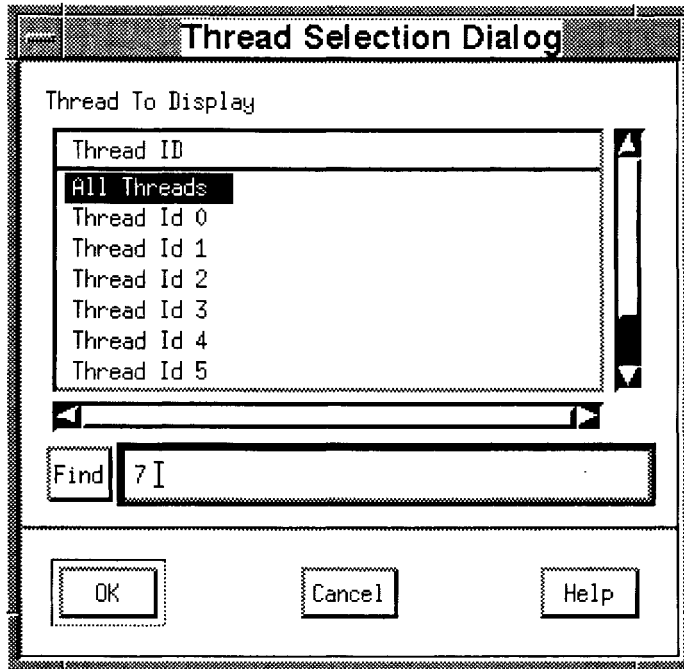 Thread Selection Dialog
Thread To Display
Thread ID
All Threads
Thread Id 0
Thread Id 1
Thread Id 2
Thread Id 3
Thread Id 4
Thread Id 5
Find 7
OK Cancel Help